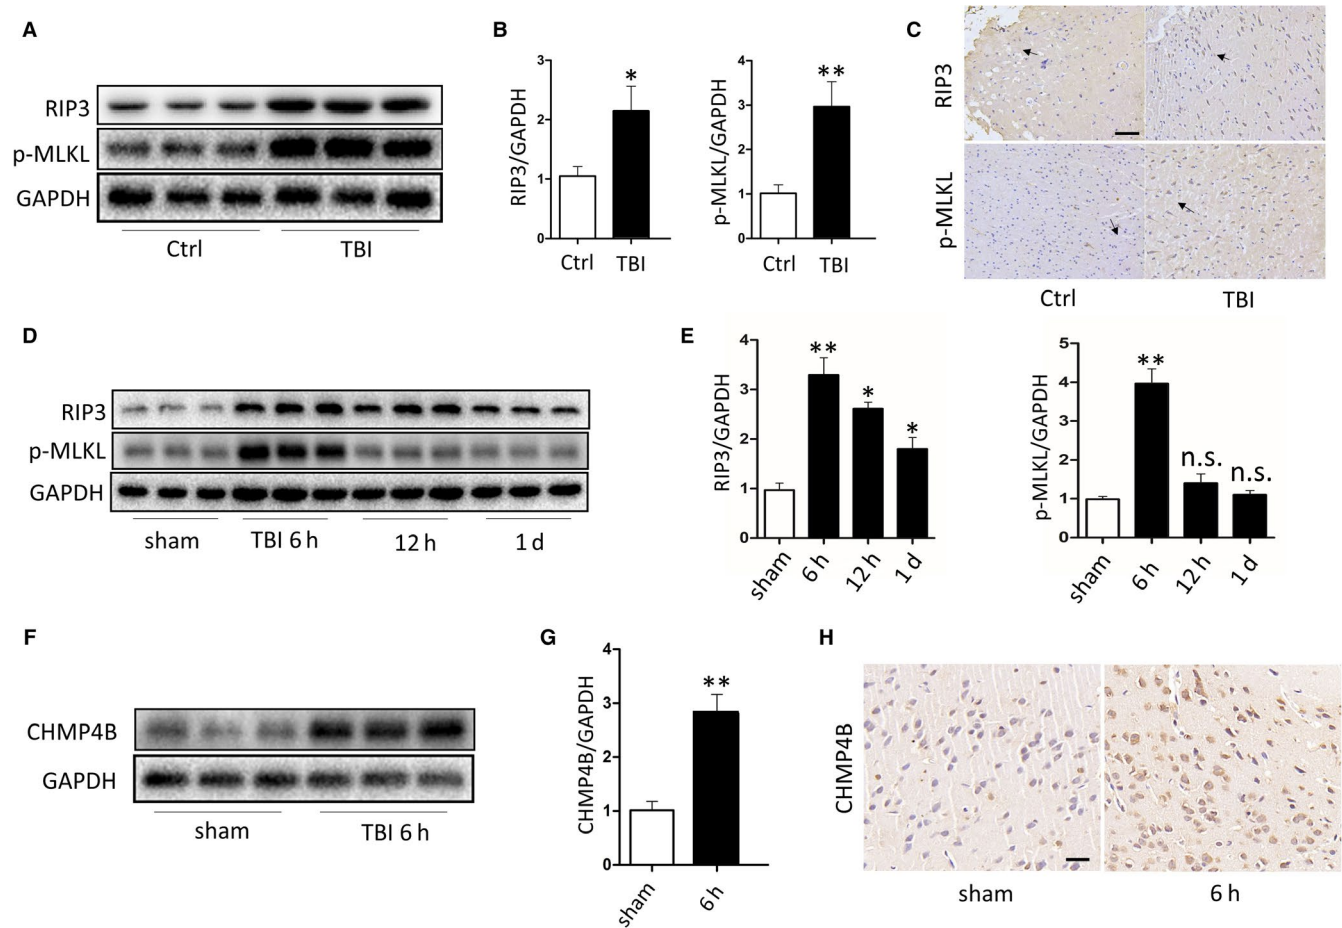 A
RIP3
p-MLKL
GAPDH
Ctrl
TBI
B
RIP3/GAPDH
3
2
1
0
*
Ctrl
TBI
p-MLKL/GAPDH
4
3
2
1
0
**
Ctrl
TBI
C
RIP3
p-MLKL
Ctrl
TBI
D
RIP3
p-MLKL
GAPDH
sham
TBI 6 h
12 h
1 d
E
RIP3/GAPDH
4
3
2
1
0
**
*
*
sham
6 h
12 h
1 d
p-MLKL/GAPDH
5
4
3
2
1
0
**
n.s.
n.s.
sham
6 h
12 h
1 d
F
CHMP4B
GAPDH
sham
TBI 6 h
G
CHMP4B/GAPDH
4
3
2
1
0
**
sham
6 h
H
CHMP4B
sham
6 h